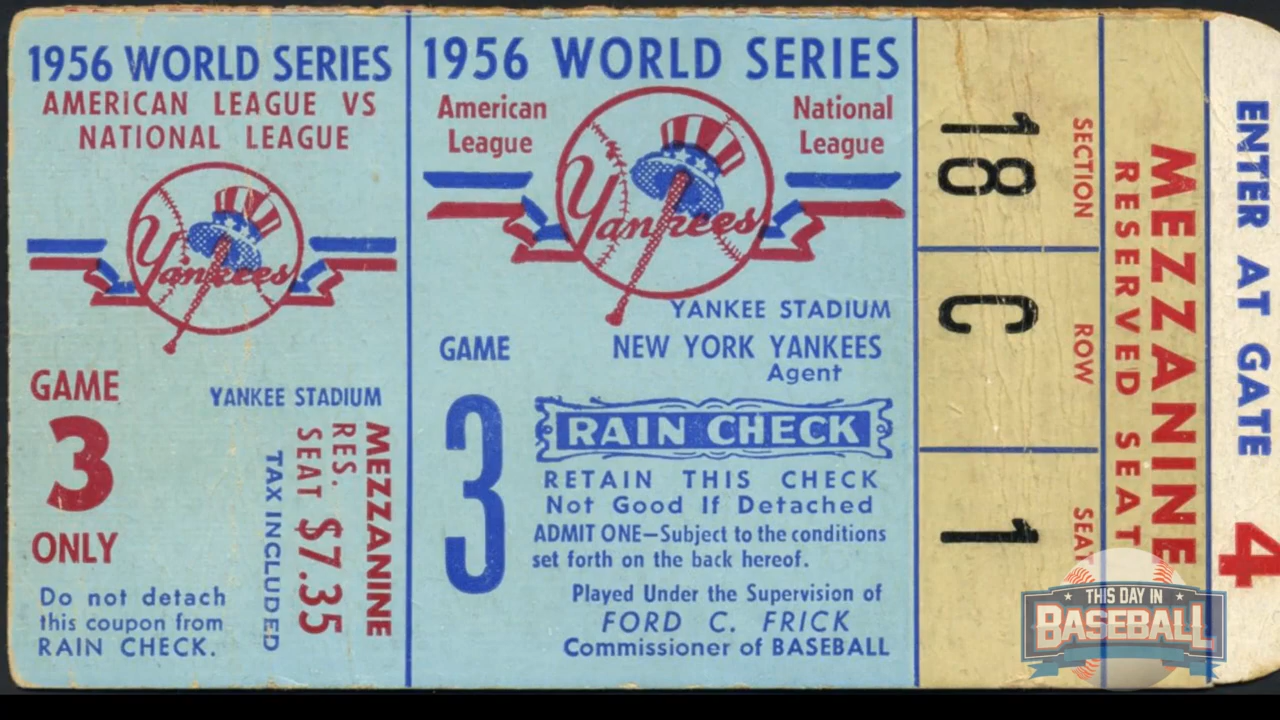 1956 WORLD SERIES
AMERICAN LEAGUE VS
NATIONAL LEAGUE
Yankees
GAME
3
ONLY
YANKEE STADIUM
MEZZANINE
RES.
SEAT $7.35
TAX INCLUDED
Do not detach
this coupon from
RAIN CHECK.
1956 WORLD SERIES
American
League
National
League
Yankees
YANKEE STADIUM
NEW YORK YANKEES
Agent
GAME
3
RAIN CHECK
RETAIN THIS CHECK
Not Good If Detached
ADMIT ONE—Subject to the conditions
set forth on the back hereof.
Played Under the Supervision of
FORD C. FRICK
Commissioner of BASEBALL
18
SECTION
C
ROW
1
SEAT
MEZZANINE
RESERVED SEAT
ENTER AT GATE
4
THIS DAY IN
BASEBALL